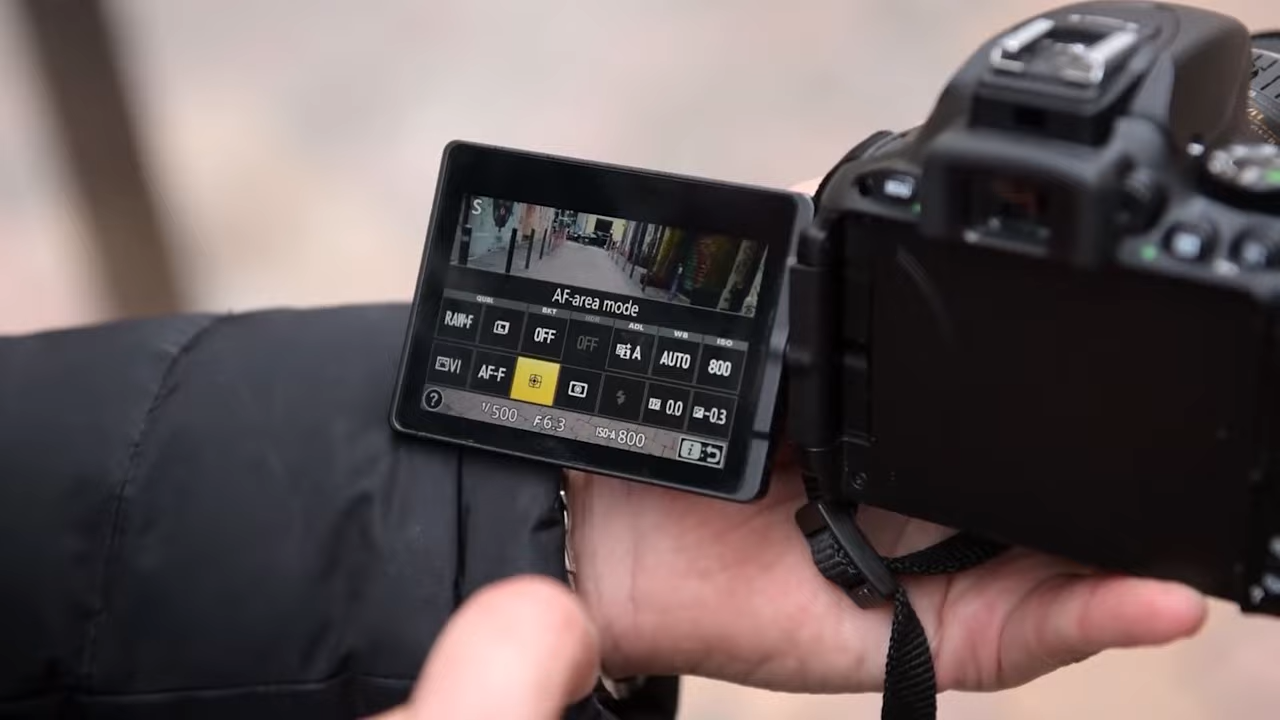 S
AF-area mode
QUAL BKT HDR ADL WB ISO
RAW+F L OFF OFF A AUTO 800
VI AF-F 0.0 -0.3
? 1/500 F6.3 ISO-A 800 i